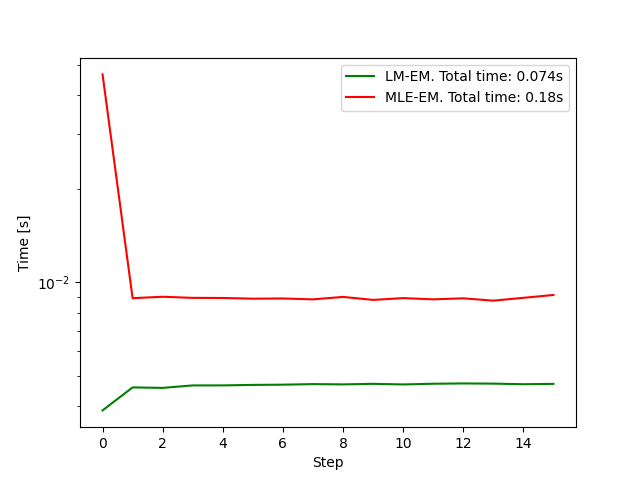 LM-EM. Total time: 0.074s
MLE-EM. Total time: 0.18s
Time [s]
10⁻²
0 2 4 6 8 10 12 14
Step